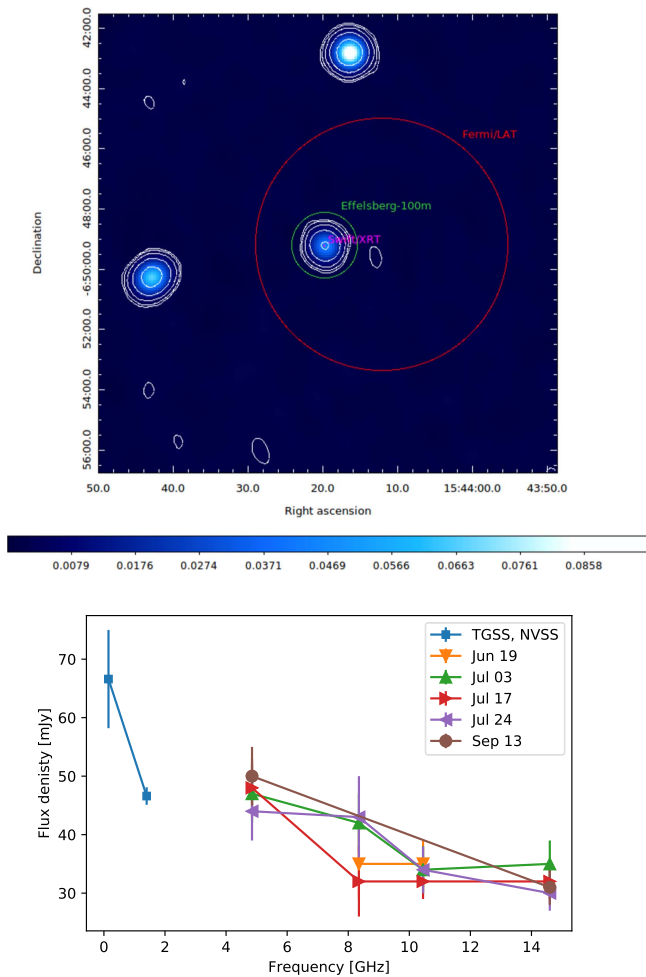 42:00.0
44:00.0
46:00.0
48:00.0
-6:50:00.0
52:00.0
54:00.0
56:00.0
Declination
Fermi/LAT
Effelsberg-100m
Swift/XRT
50.0 40.0 30.0 20.0 10.0 15:44:00.0 43:50.0
Right ascension
0.0079 0.0176 0.0274 0.0371 0.0469 0.0566 0.0663 0.0761 0.0858
TGSS, NVSS
Jun 19
Jul 03
Jul 17
Jul 24
Sep 13
70
60
50
40
30
Flux denisty [mJy]
0 2 4 6 8 10 12 14
Frequency [GHz]